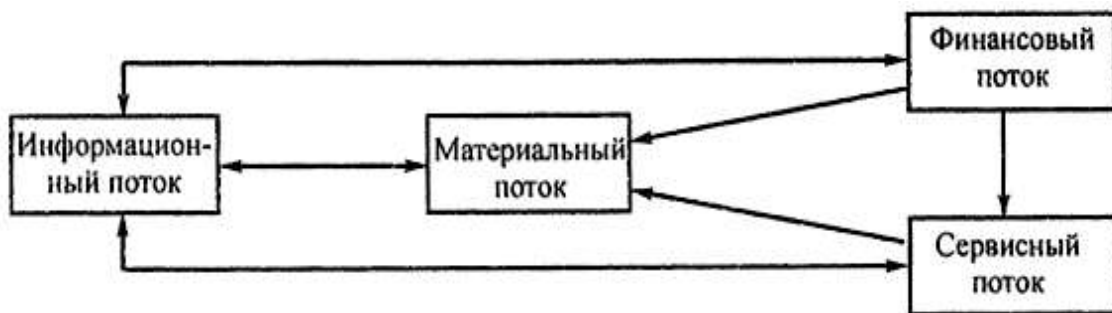 Финансовый
поток
Информацион-
ный поток
Материальный
поток
Сервисный
поток